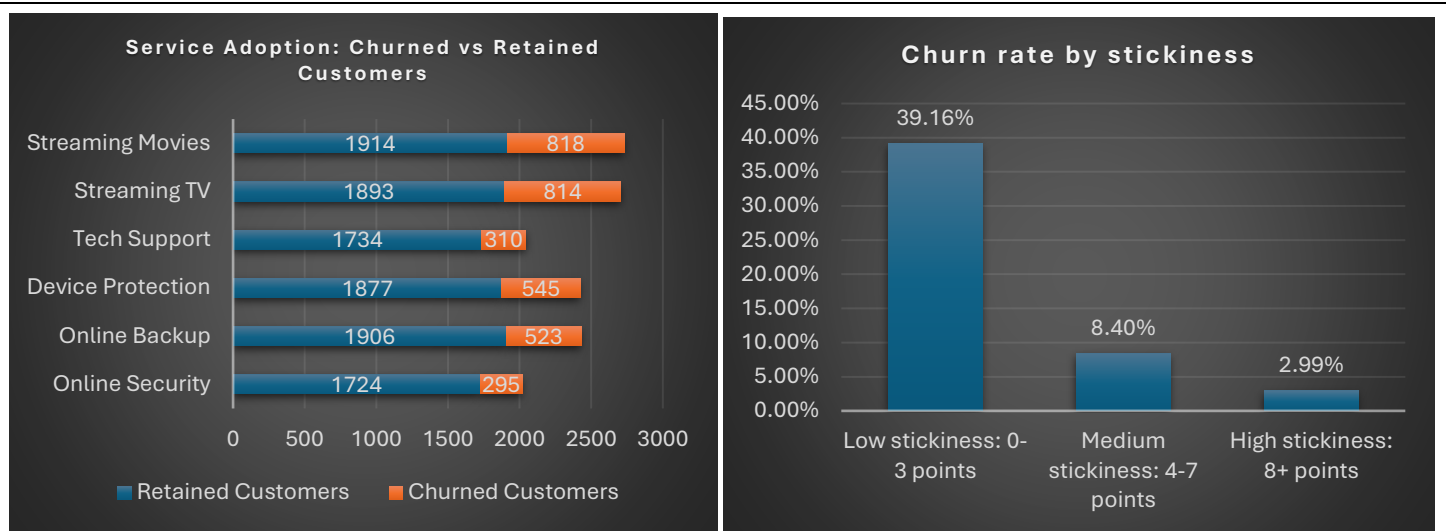 Service Adoption: Churned vs Retained
Customers
Streaming Movies
1914
818
Streaming TV
1893
814
Tech Support
1734
310
Device Protection
1877
545
Online Backup
1906
523
Online Security
1724
295
0
500
1000
1500
2000
2500
3000
Retained Customers
Churned Customers
Churn rate by stickiness
45.00%
40.00%
35.00%
30.00%
25.00%
20.00%
15.00%
10.00%
5.00%
0.00%
39.16%
8.40%
2.99%
Low stickiness: 0-
3 points
Medium
stickiness: 4-7
points
High stickiness:
8+ points